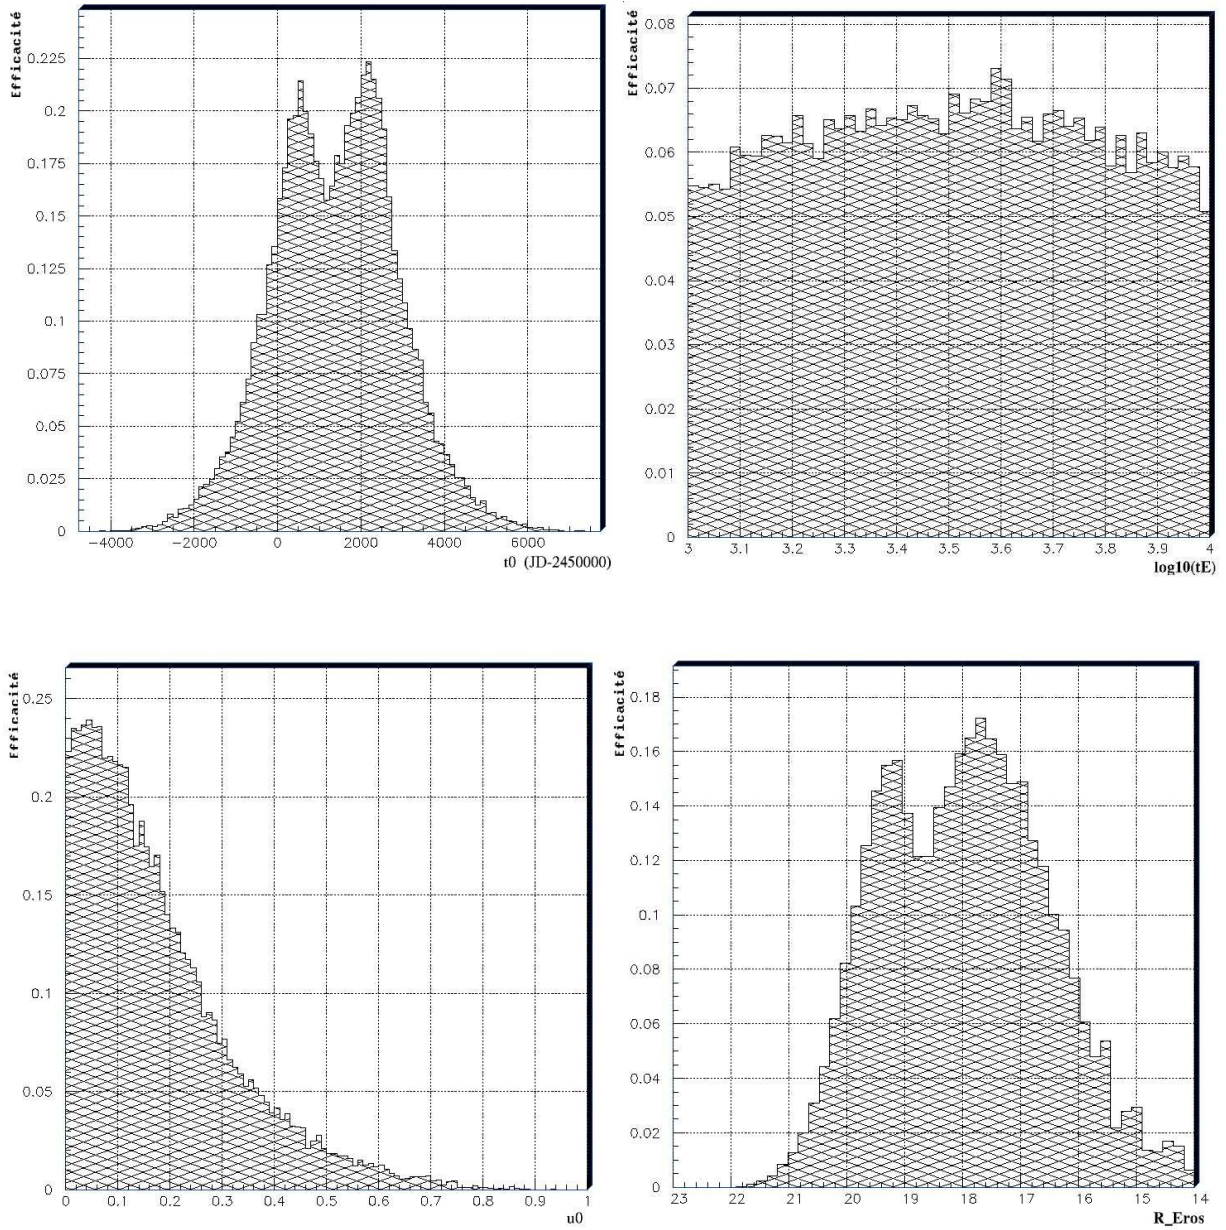 Efficacité
0.225
0.2
0.175
0.15
0.125
0.1
0.075
0.05
0.025
0
−4000 −2000 0 2000 4000 6000
t0 (JD-2450000)
Efficacité
0.08
0.07
0.06
0.05
0.04
0.03
0.02
0.01
0
3 3.1 3.2 3.3 3.4 3.5 3.6 3.7 3.8 3.9 4
log10(tE)
Efficacité
0.25
0.2
0.15
0.1
0.05
0
0 0.1 0.2 0.3 0.4 0.5 0.6 0.7 0.8 0.9 1
u0
Efficacité
0.18
0.16
0.14
0.12
0.1
0.08
0.06
0.04
0.02
0
23 22 21 20 19 18 17 16 15 14
R_Eros